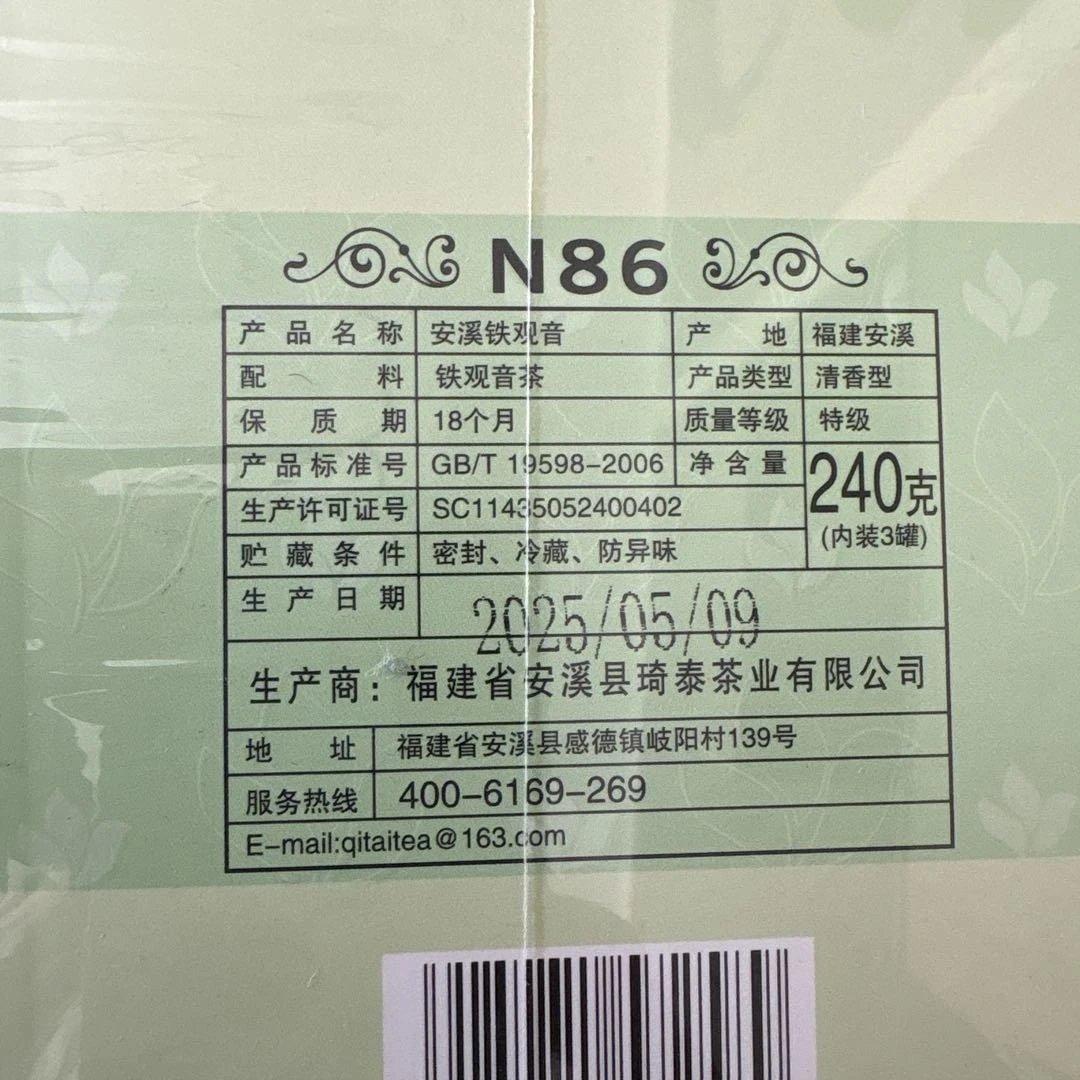 N86
产品名称 安溪铁观音 产地 福建安溪
配料 铁观音茶 产品类型 清香型
保质期 18个月 质量等级 特级
产品标准号 GB/T 19598-2006 净含量 240克
生产许可证号 SC11435052400402 (内装3罐)
贮藏条件 密封、冷藏、防异味
生产日期 2025/05/09
生产商：福建省安溪县琦泰茶业有限公司
地址 福建省安溪县感德镇岐阳村139号
服务热线 400-6169-269
E-mail:qitaitea@163.com